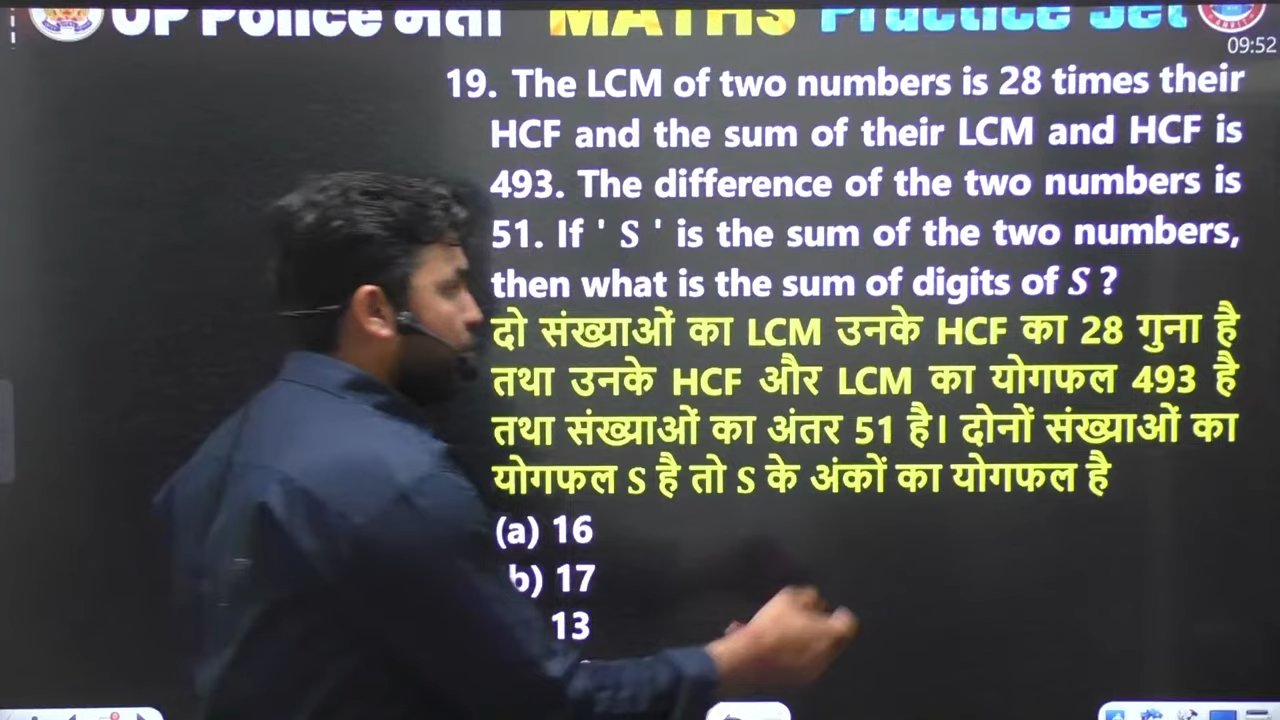 UP Police भर्ती MATHS Practice Set
09:52
19. The LCM of two numbers is 28 times their
HCF and the sum of their LCM and HCF is
493. The difference of the two numbers is
51. If ' S ' is the sum of the two numbers,
then what is the sum of digits of S ?
दो संख्याओं का LCM उनके HCF का 28 गुना है
तथा उनके HCF और LCM का योगफल 493 है
तथा संख्याओं का अंतर 51 है। दोनों संख्याओं का
योगफल S है तो S के अंकों का योगफल है
(a) 16
b) 17
13